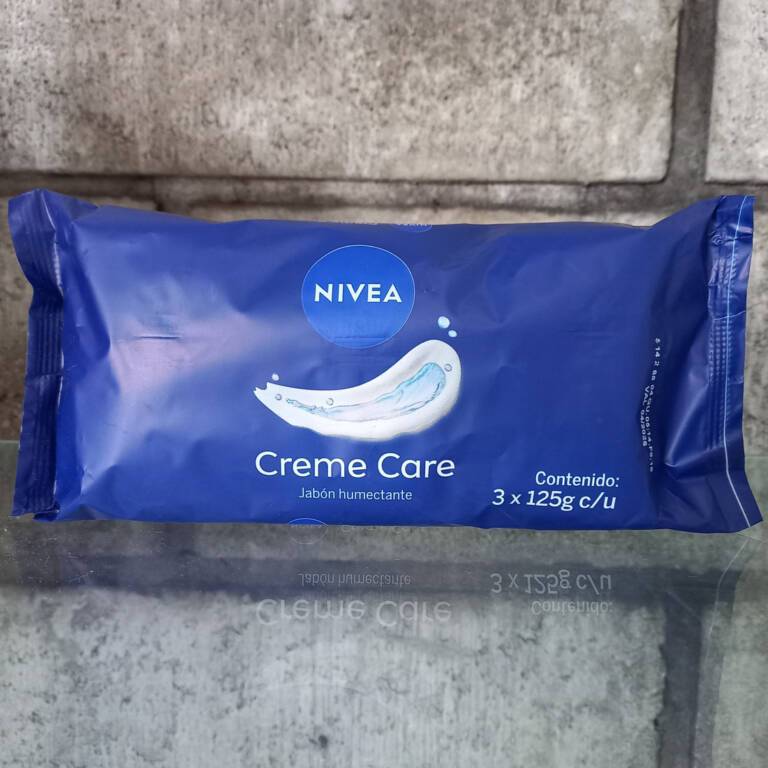 NIVEA
Creme Care
Jabón humectante
Contenido:
3 x 125g c/u